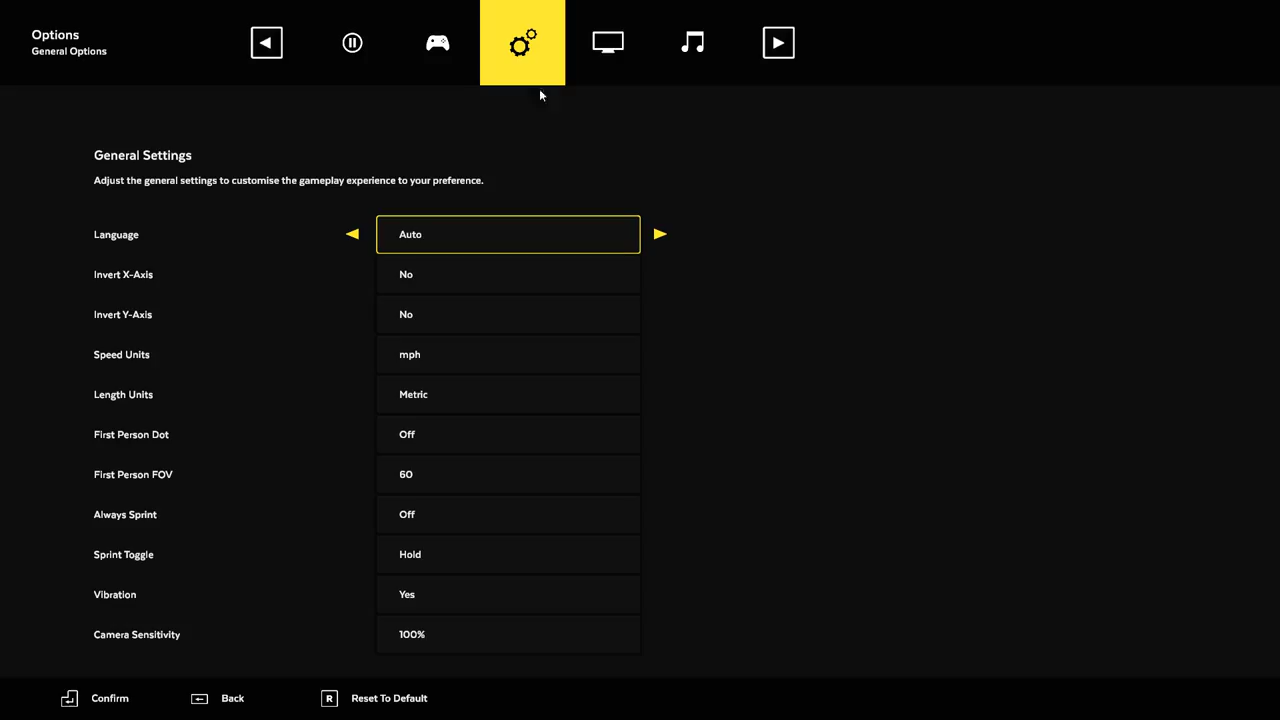 Options
General Options
General Settings
Adjust the general settings to customise the gameplay experience to your preference.
Language Auto
Invert X-Axis No
Invert Y-Axis No
Speed Units mph
Length Units Metric
First Person Dot Off
First Person FOV 60
Always Sprint Off
Sprint Toggle Hold
Vibration Yes
Camera Sensitivity 100%
Confirm Back R Reset To Default